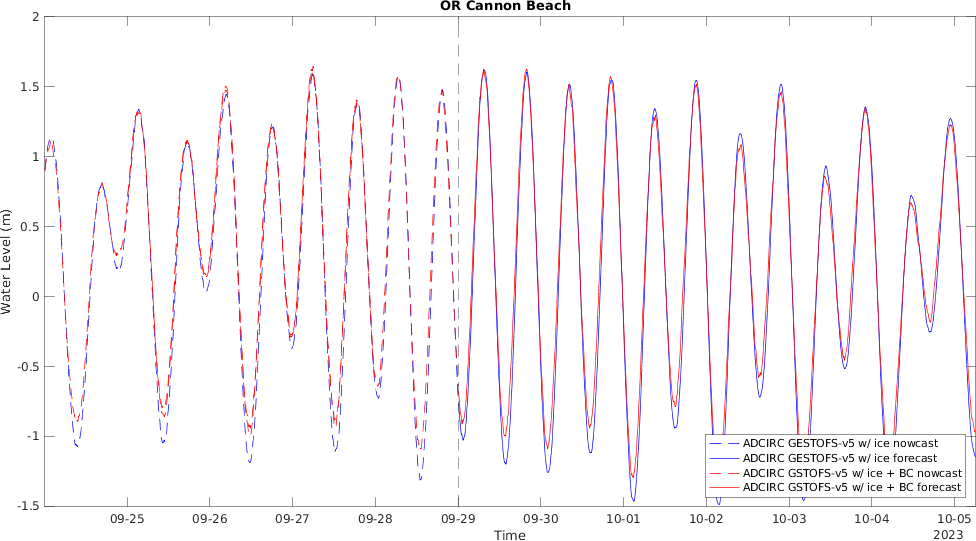 OR Cannon Beach
2
1.5
1
0.5
0
-0.5
-1
-1.5
Water Level (m)
ADCIRC GESTOFS-v5 w/ ice nowcast
ADCIRC GESTOFS-v5 w/ ice forecast
ADCIRC GSTOFS-v5 w/ ice + BC nowcast
ADCIRC GSTOFS-v5 w/ ice + BC forecast
09-25 09-26 09-27 09-28 09-29 09-30 10-01 10-02 10-03 10-04 10-05
Time
2023